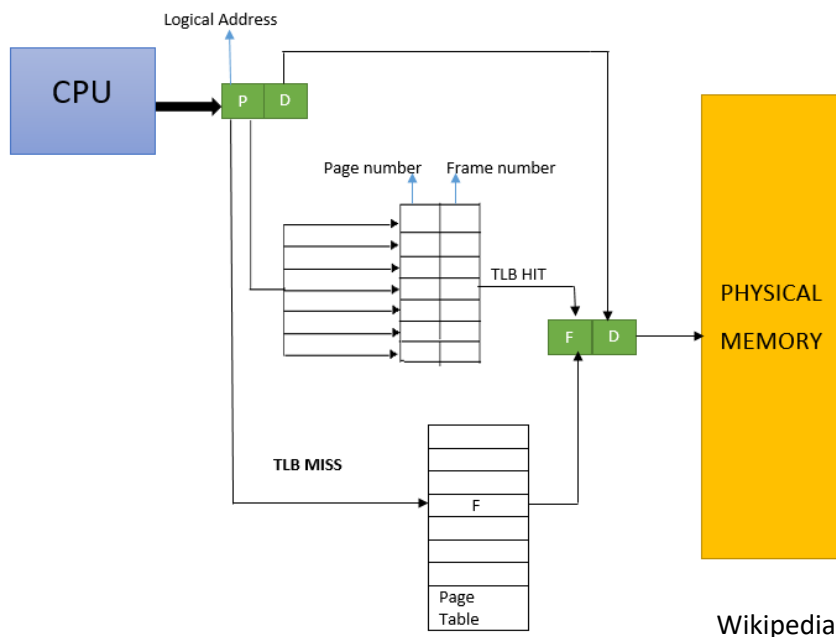 Logical Address
CPU
P D
Page number Frame number
TLB HIT
PHYSICAL
MEMORY
F D
TLB MISS
F
Page
Table
Wikipedia